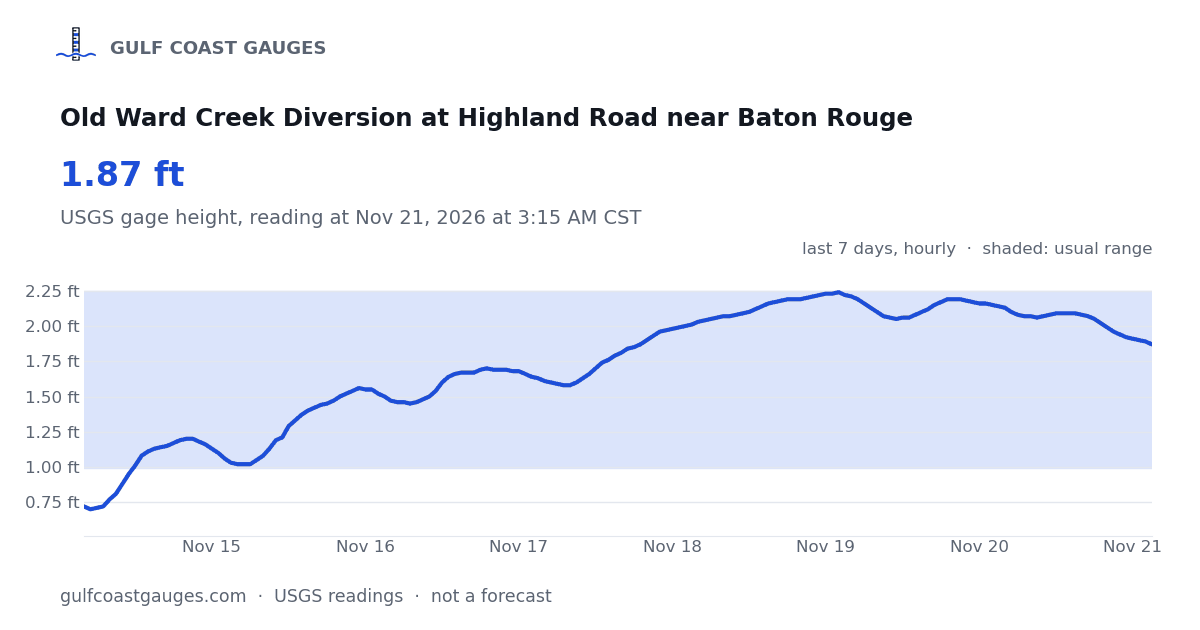 GULF COAST GAUGES
Old Ward Creek Diversion at Highland Road near Baton Rouge
1.87 ft
USGS gage height, reading at Nov 21, 2026 at 3:15 AM CST
last 7 days, hourly · shaded: usual range
2.25 ft
2.00 ft
1.75 ft
1.50 ft
1.25 ft
1.00 ft
0.75 ft
Nov 15 Nov 16 Nov 17 Nov 18 Nov 19 Nov 20 Nov 21
gulfcoastgauges.com · USGS readings · not a forecast